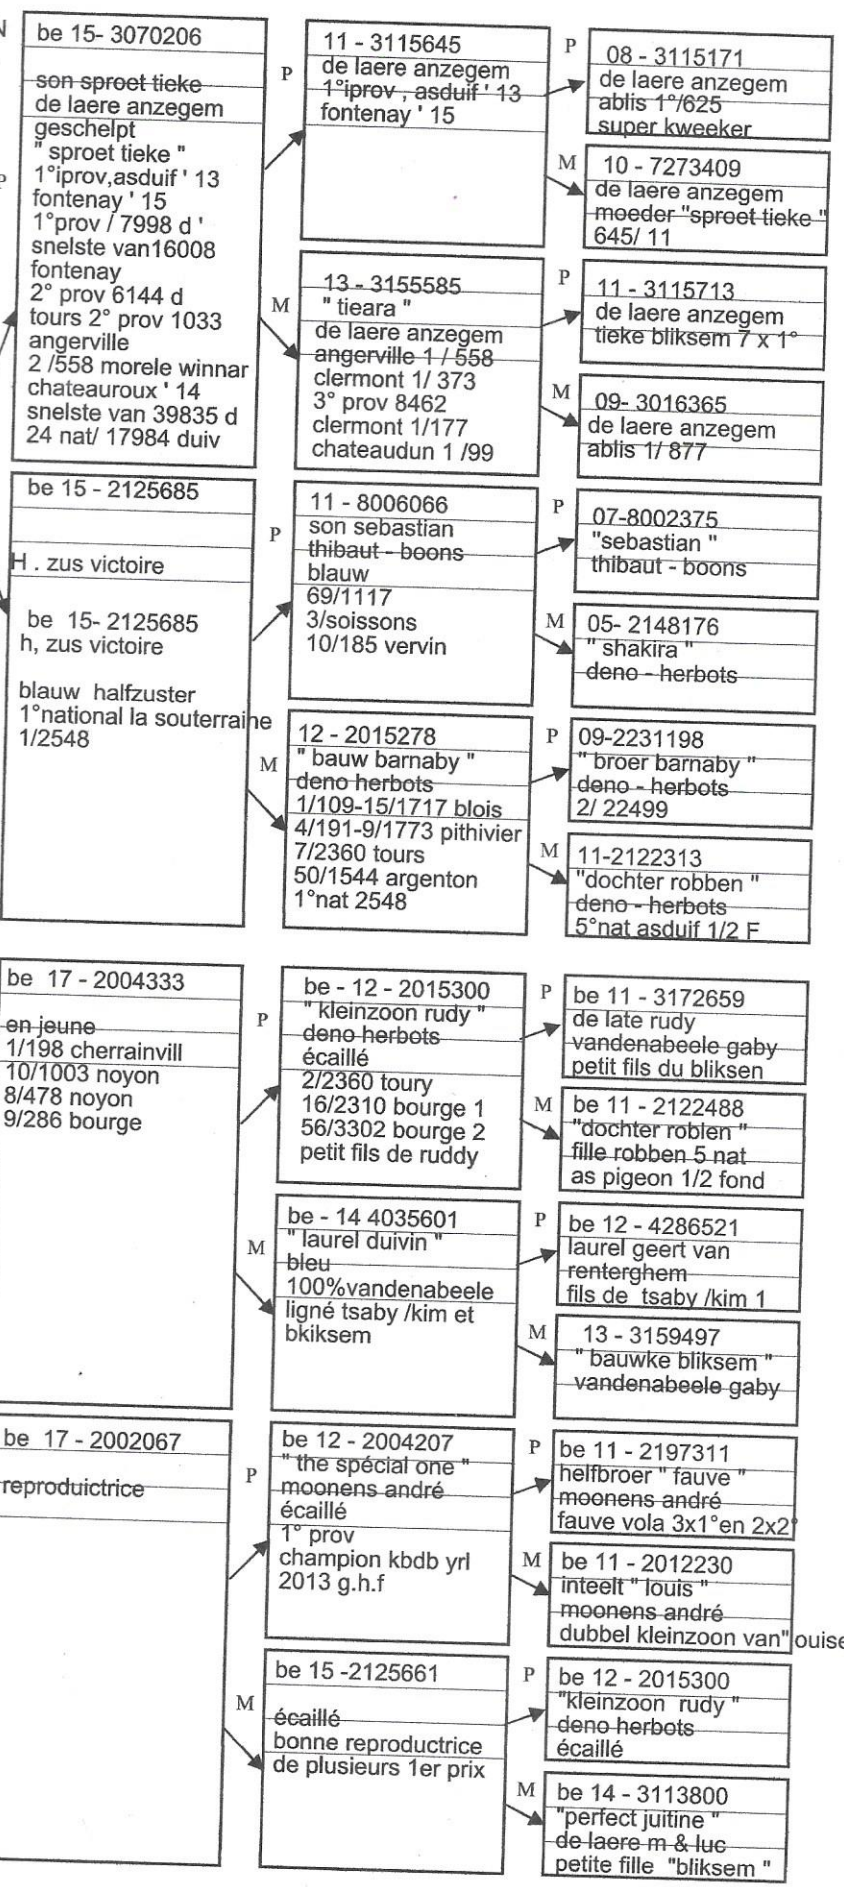 N
be 15- 3070206
son sproet tieke
de laere anzegem
geschelpt
" sproet tieke "
1°iprov,asduif ' 13
fontenay ' 15
1°prov / 7998 d '
snelste van16008
fontenay
2° prov 6144 d
tours 2° prov 1033
angerville
2 /558 morele winnar
chateauroux ' 14
snelste van 39835 d
24 nat/ 17984 duiv
P
P
11 - 3115645
de laere anzegem
1°iprov , asduif ' 13
fontenay ' 15
P
08 - 3115171
de laere anzegem
ablis 1°/625
super kweeker
M
10 - 7273409
de laere anzegem
moeder "sproet tieke "
645/ 11
M
13 - 3155585
" tieara "
de laere anzegem
angerville 1 / 558
clermont 1/ 373
3° prov 8462
clermont 1/177
chateaudun 1 /99
P
11 - 3115713
de laere anzegem
tieke bliksem 7 x 1°
M
09- 3016365
de laere anzegem
ablis 1/ 877
be 15 - 2125685
H . zus victoire
be 15- 2125685
h, zus victoire
blauw halfzuster
1°national la souterraine
1/2548
P
11 - 8006066
son sebastian
thibaut - boons
blauw
69/1117
3/soissons
10/185 vervin
P
07-8002375
"sebastian "
thibaut - boons
M
05- 2148176
" shakira "
deno - herbots
M
12 - 2015278
" bauw barnaby "
deno herbots
1/109-15/1717 blois
4/191-9/1773 pithivier
7/2360 tours
50/1544 argenton
1°nat 2548
P
09-2231198
" broer barnaby "
deno - herbots
2/ 22499
M
11-2122313
"dochter robben "
deno - herbots
5°nat asduif 1/2 F
be 17 - 2004333
en jeune
1/198 cherrainvill
10/1003 noyon
8/478 noyon
9/286 bourge
P
be - 12 - 2015300
" kleinzoon rudy "
deno herbots
écaillé
2/2360 toury
16/2310 bourge 1
56/3302 bourge 2
petit fils de ruddy
P
be 11 - 3172659
de late rudy
vandenabeele gaby
petit fils du bliksen
M
be 11 - 2122488
"dochter roblen "
fille robben 5 nat
as pigeon 1/2 fond
M
be - 14 4035601
" laurel duivin "
bleu
100%vandenabeele
ligné tsaby /kim et
bkiksem
P
be 12 - 4286521
laurel geert van
renterghem
fils de tsaby /kim 1
M
13 - 3159497
" bauwke bliksem "
vandenabeele gaby
be 17 - 2002067
reproduictrice
P
be 12 - 2004207
" the spécial one "
moonens andré
écaillé
1° prov
champion kbdb yrl
2013 g.h.f
P
be 11 - 2197311
helfbroer " fauve "
moonens andré
fauve vola 3x1°en 2x2°
M
be 11 - 2012230
inteelt " louis "
moonens andré
dubbel kleinzoon van" ouise
M
be 15 -2125661
écaillé
bonne reproductrice
de plusieurs 1er prix
P
be 12 - 2015300
"kleinzoon rudy "
deno herbots
écaillé
M
be 14 - 3113800
"perfect juitine "
de laere m & luc
petite fille "bliksem "